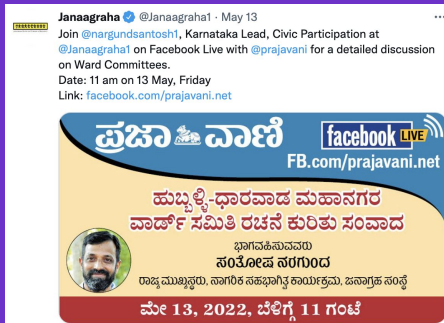 Janaagraha @Janaagraha1 · May 13
Join @nargundsantosh1, Karnataka Lead, Civic Participation at
@Janaagraha1 on Facebook Live with @prajavani for a detailed discussion
on Ward Committees.
Date: 11 am on 13 May, Friday
Link: facebook.com/prajavani.net
ಪ್ರಜಾವಾಣಿ
facebook LIVE
FB.com/prajavani.net
ಹುಬ್ಬಳ್ಳಿ-ಧಾರವಾಡ ಮಹಾನಗರ
ವಾರ್ಡ್ ಸಮಿತಿ ರಚನೆ ಕುರಿತು ಸಂವಾದ
ಭಾಗವಹಿಸುವವರು
ಸಂತೋಷ ನರಗುಂದ
ರಾಜ್ಯ ಮುಖ್ಯಸ್ಥರು, ನಾಗರಿಕ ಸಹಭಾಗಿತ್ವ ಕಾರ್ಯಕ್ರಮ, ಜನಾಗ್ರಹ ಸಂಸ್ಥೆ
ಮೇ 13, 2022, ಬೆಳಿಗ್ಗೆ 11 ಗಂಟೆ